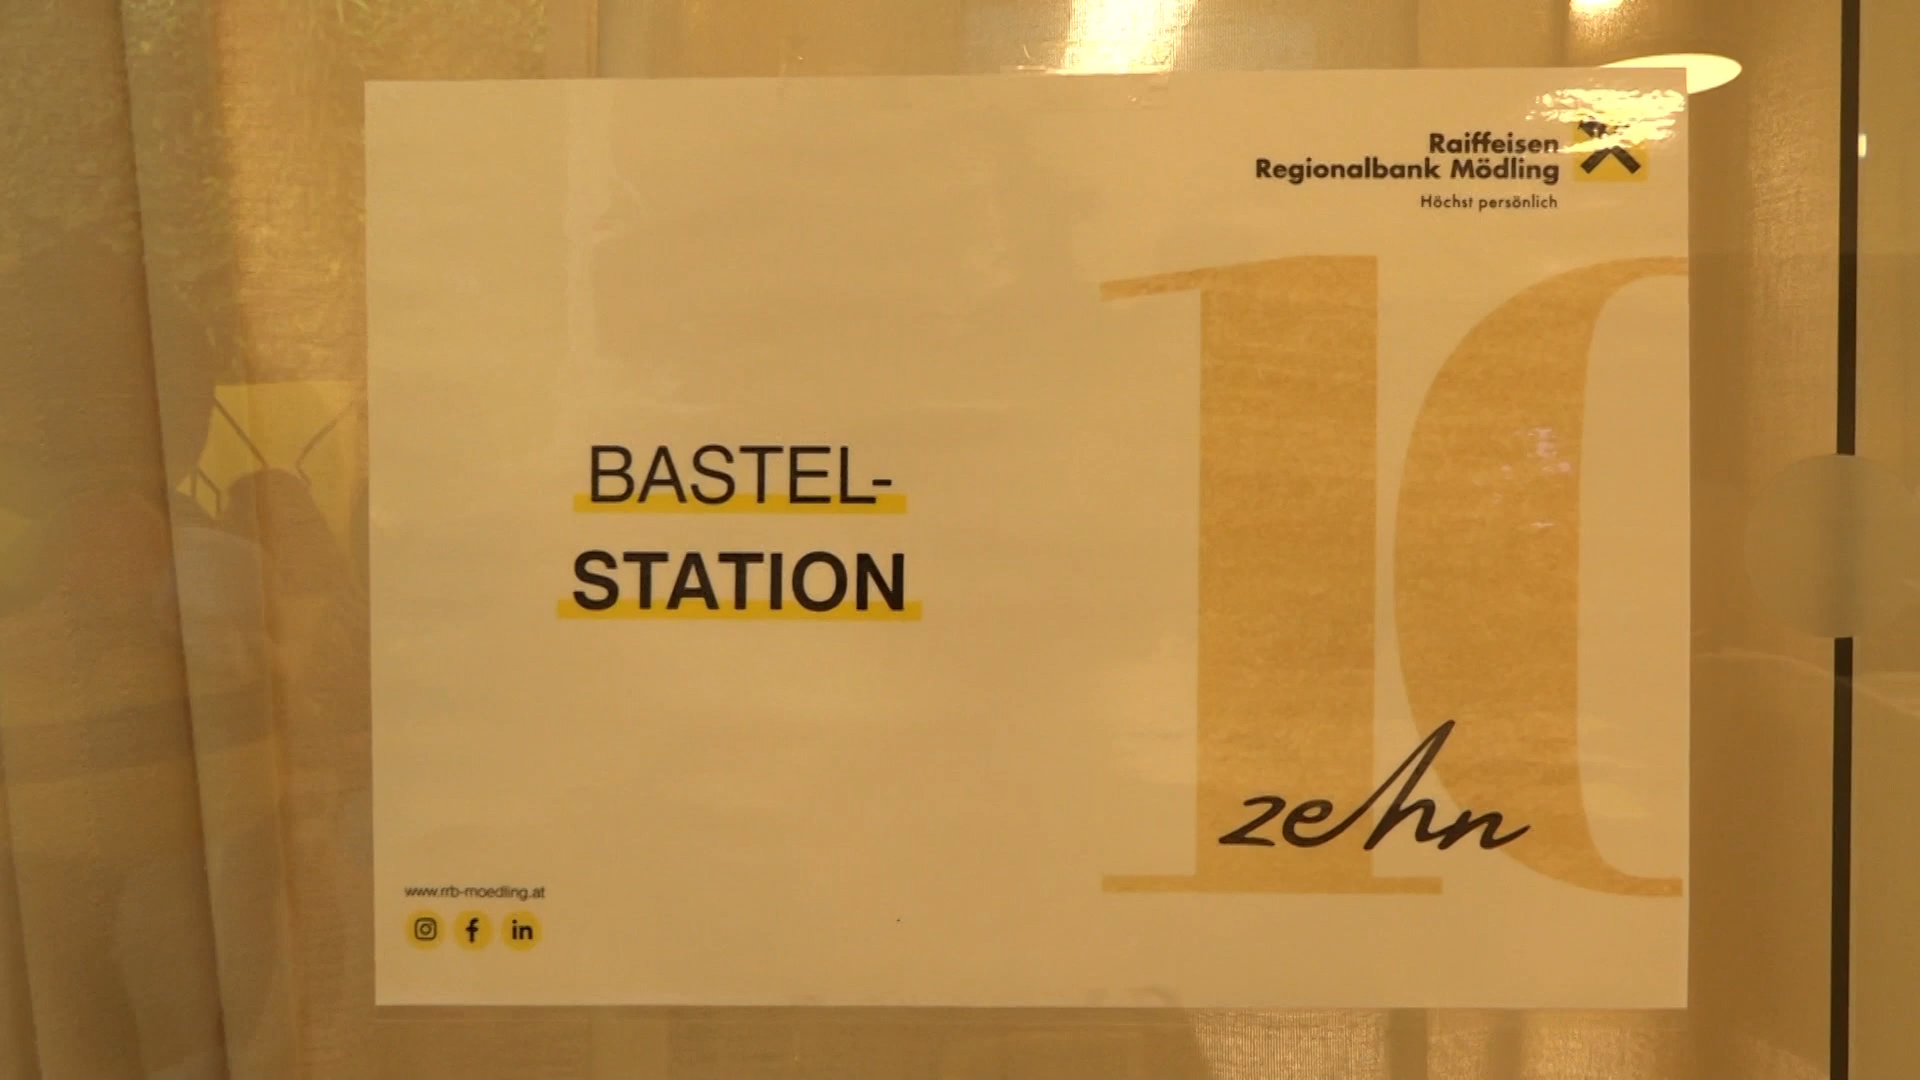 Raiffeisen
Regionalbank Mödling
Höchst persönlich
10
BASTEL-
STATION
zehn
www.rrb-moedling.at